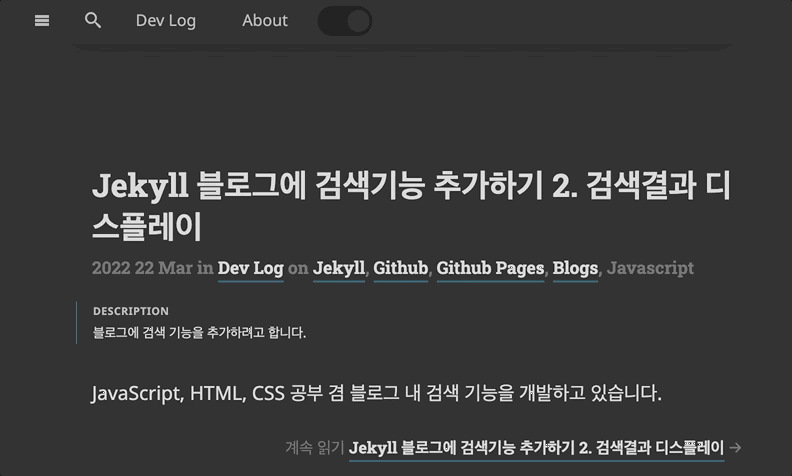 Dev Log About
Jekyll 블로그에 검색기능 추가하기 2. 검색결과 디
스플레이
2022 22 Mar in Dev Log on Jekyll, Github, Github Pages, Blogs, Javascript
DESCRIPTION
블로그에 검색 기능을 추가하려고 합니다.
JavaScript, HTML, CSS 공부 겸 블로그 내 검색 기능을 개발하고 있습니다.
계속 읽기 Jekyll 블로그에 검색기능 추가하기 2. 검색결과 디스플레이 →